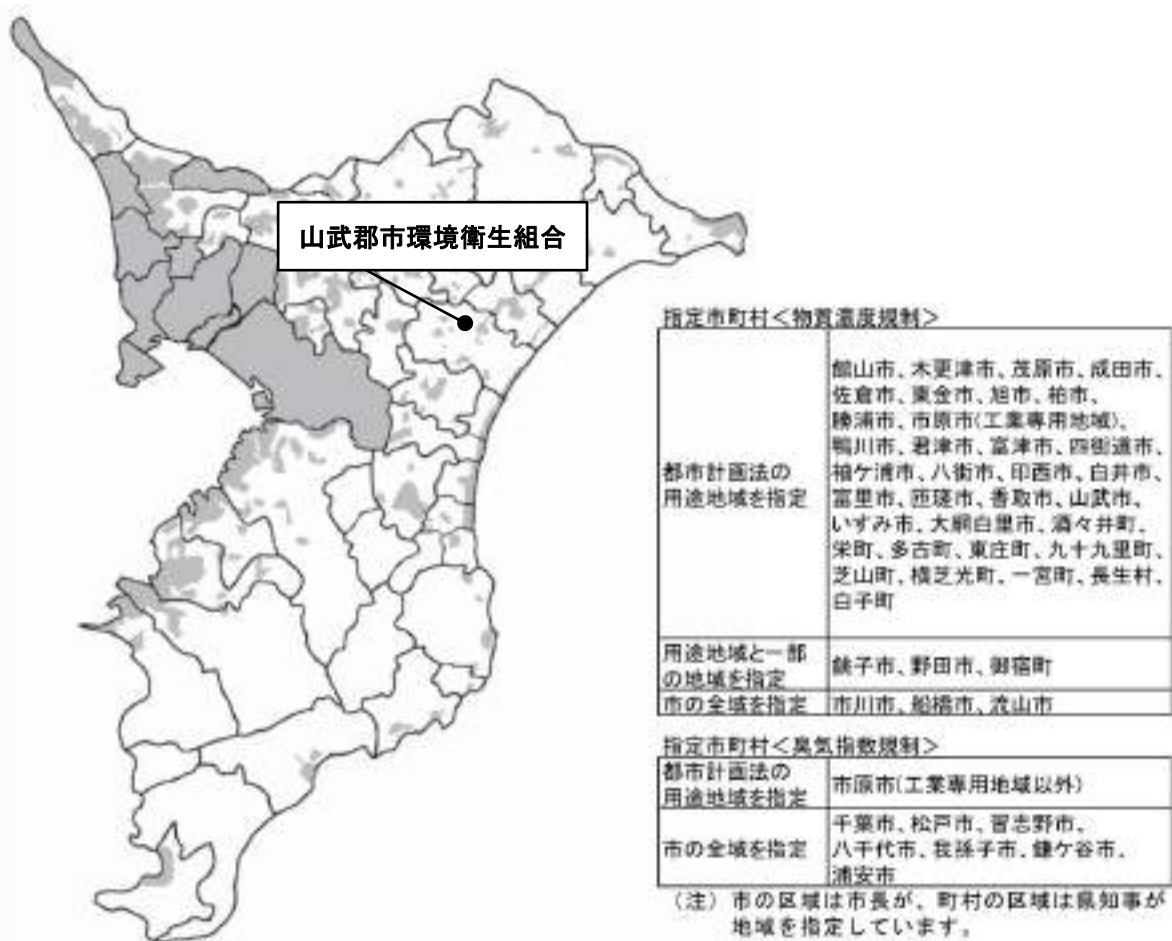 山武郡市環境衛生組合
指定市町村<物質濃度規制>
都市計画法の
用途地域を指定
館山市、木更津市、茂原市、成田市、
佐倉市、東金市、旭市、柏市、
勝浦市、市原市(工業専用地域)、
鴨川市、君津市、富津市、四街道市、
袖ケ浦市、八街市、印西市、白井市、
富里市、匝瑳市、香取市、山武市、
いすみ市、大網白里市、酒々井町、
栄町、多古町、東庄町、九十九里町、
芝山町、横芝光町、一宮町、長生村、
白子町
用途地域と一部
の地域を指定
銚子市、野田市、御宿町
市の全域を指定
市川市、船橋市、流山市
指定市町村<臭気指数規制>
都市計画法の
用途地域を指定
市原市(工業専用地域以外)
市の全域を指定
千葉市、松戸市、習志野市、
八千代市、我孫子市、鎌ケ谷市、
浦安市
(注) 市の区域は市長が、町村の区域は県知事が
地域を指定しています。